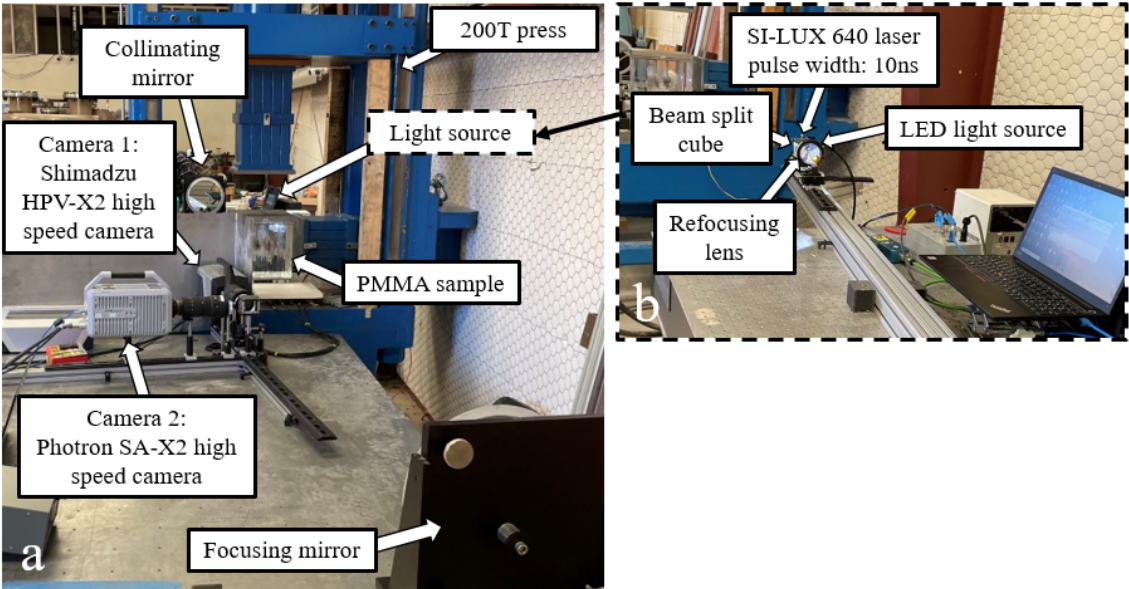 Collimating
mirror
200T press
Camera 1:
Shimadzu
HPV-X2 high
speed camera
Light source
PMMA sample
Camera 2:
Photron SA-X2 high
speed camera
Focusing mirror
a
SI-LUX 640 laser
pulse width: 10ns
Beam split
cube
LED light source
Refocusing
lens
b